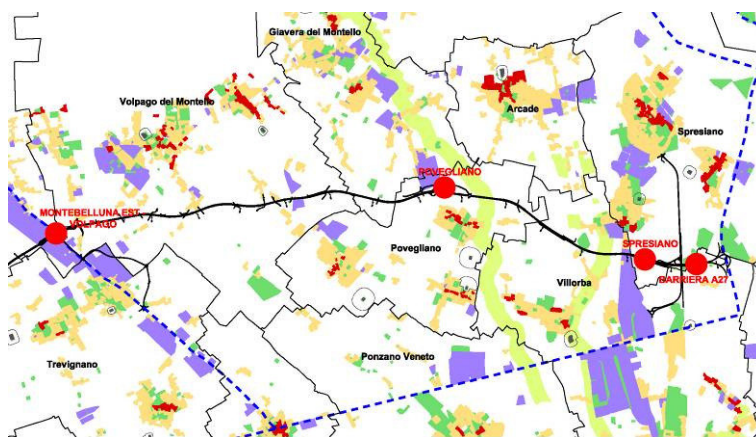 Giavera del Montello
Volpago del Montello
Arcade
Spresiano
POVEGLIANO
MONTEBELLUNA EST
VOLPAGO
Povegliano
SPRESIANO
BARRIERA A27
Villorba
Trevignano
Ponzano Veneto